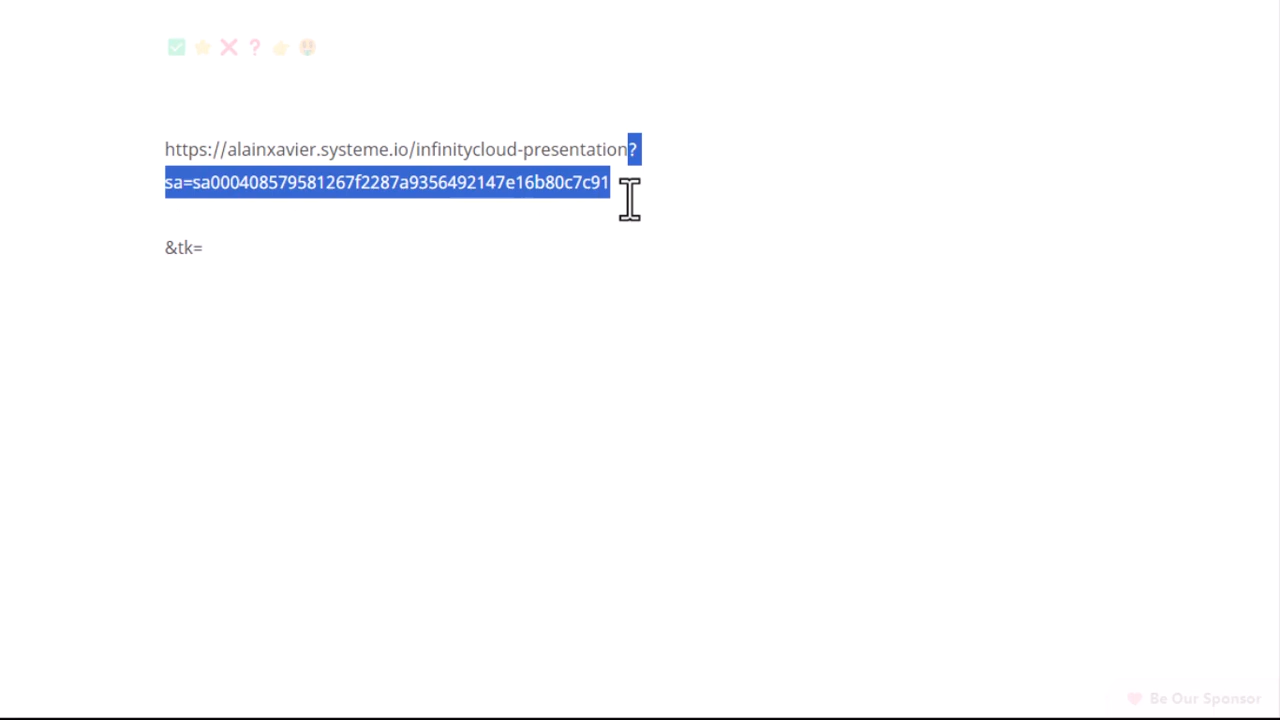 https://alainxavier.systeme.io/infinitycloud-presentation?
sa=sa000408579581267f2287a9356492147e16b80c7c91
&tk=
Be Our Sponsor